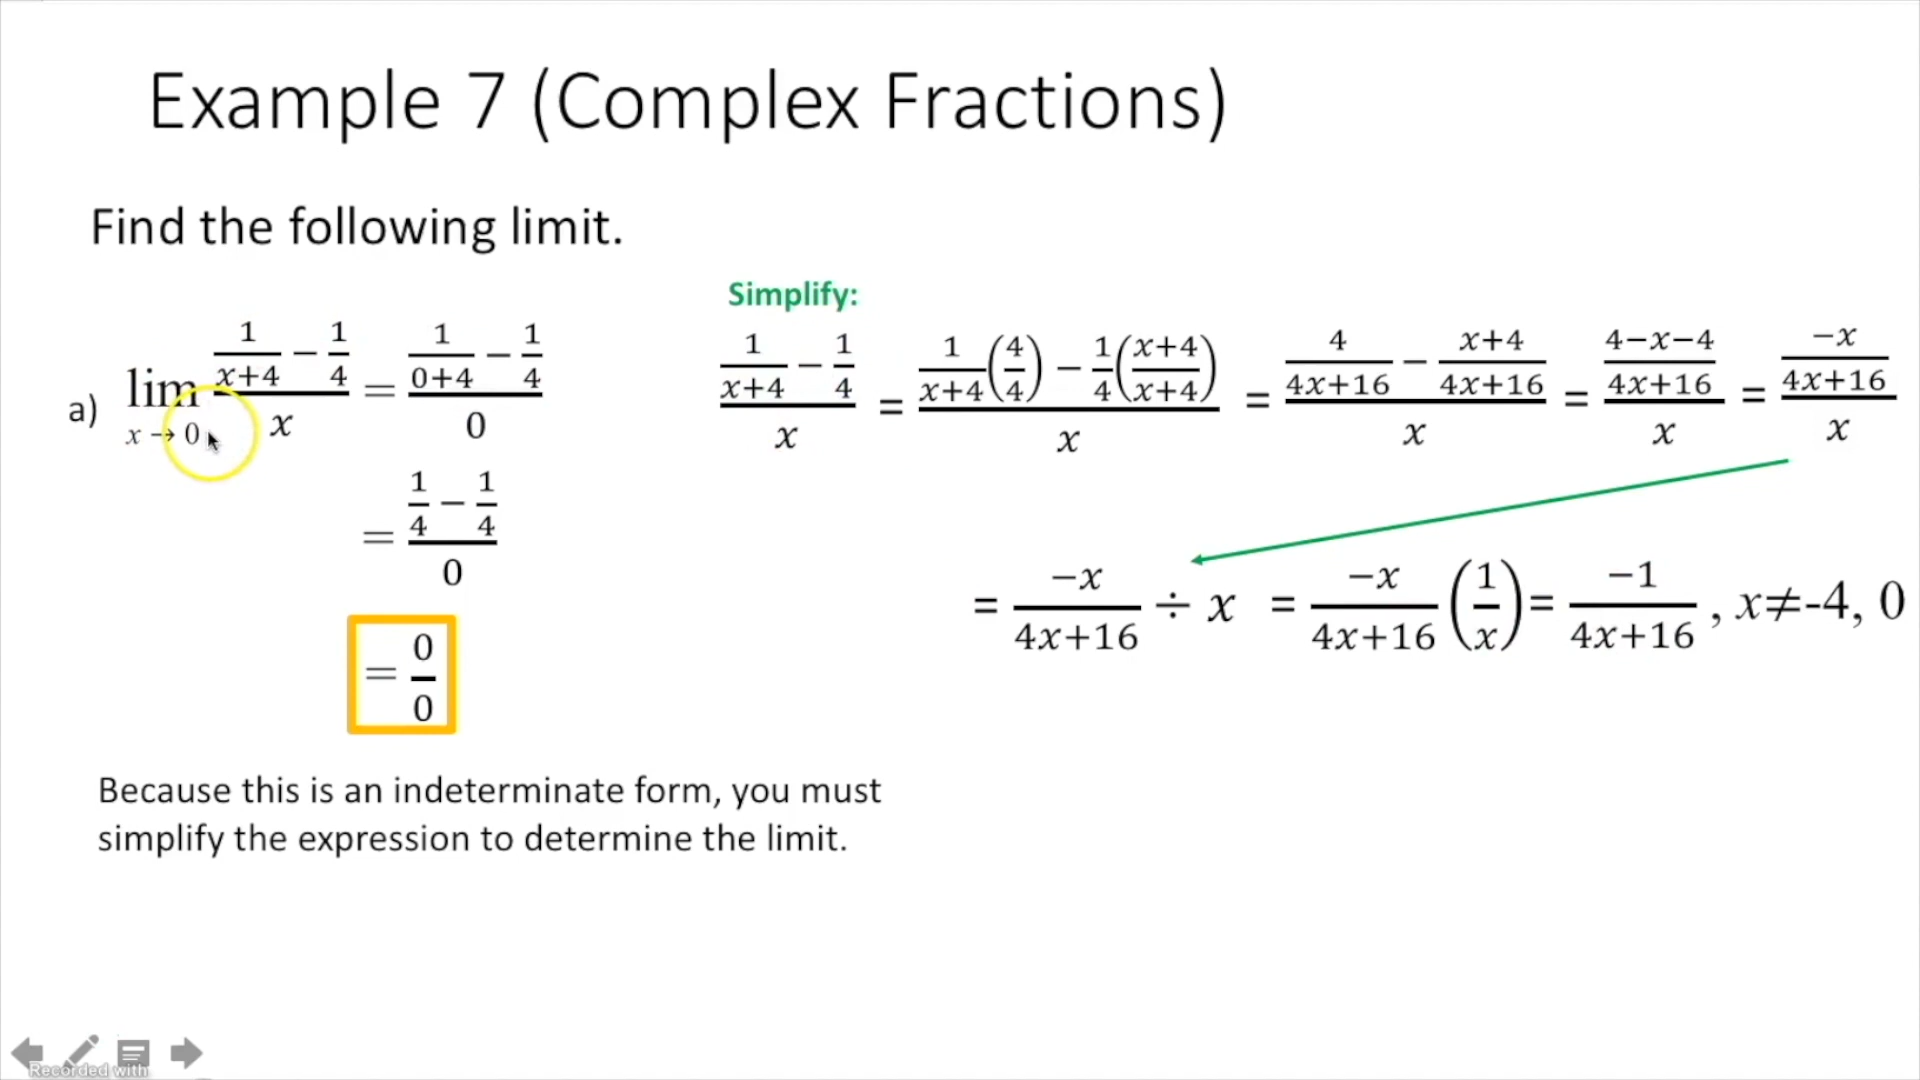 Example 7 (Complex Fractions)
Find the following limit.
Simplify:
a) lim x → 0 (1/(x+4) − 1/4)/x = (1/(0+4) − 1/4)/0
= (1/4 − 1/4)/0
= 0/0
(1/(x+4) − 1/4)/x = (1/(x+4)(4/4) − 1/4((x+4)/(x+4)))/x = (4/(4x+16) − (x+4)/(4x+16))/x = ((4−x−4)/(4x+16))/x = (−x/(4x+16))/x
= −x/(4x+16) ÷ x = −x/(4x+16) (1/x) = −1/(4x+16) , x≠-4, 0
Because this is an indeterminate form, you must
simplify the expression to determine the limit.
Recorded with